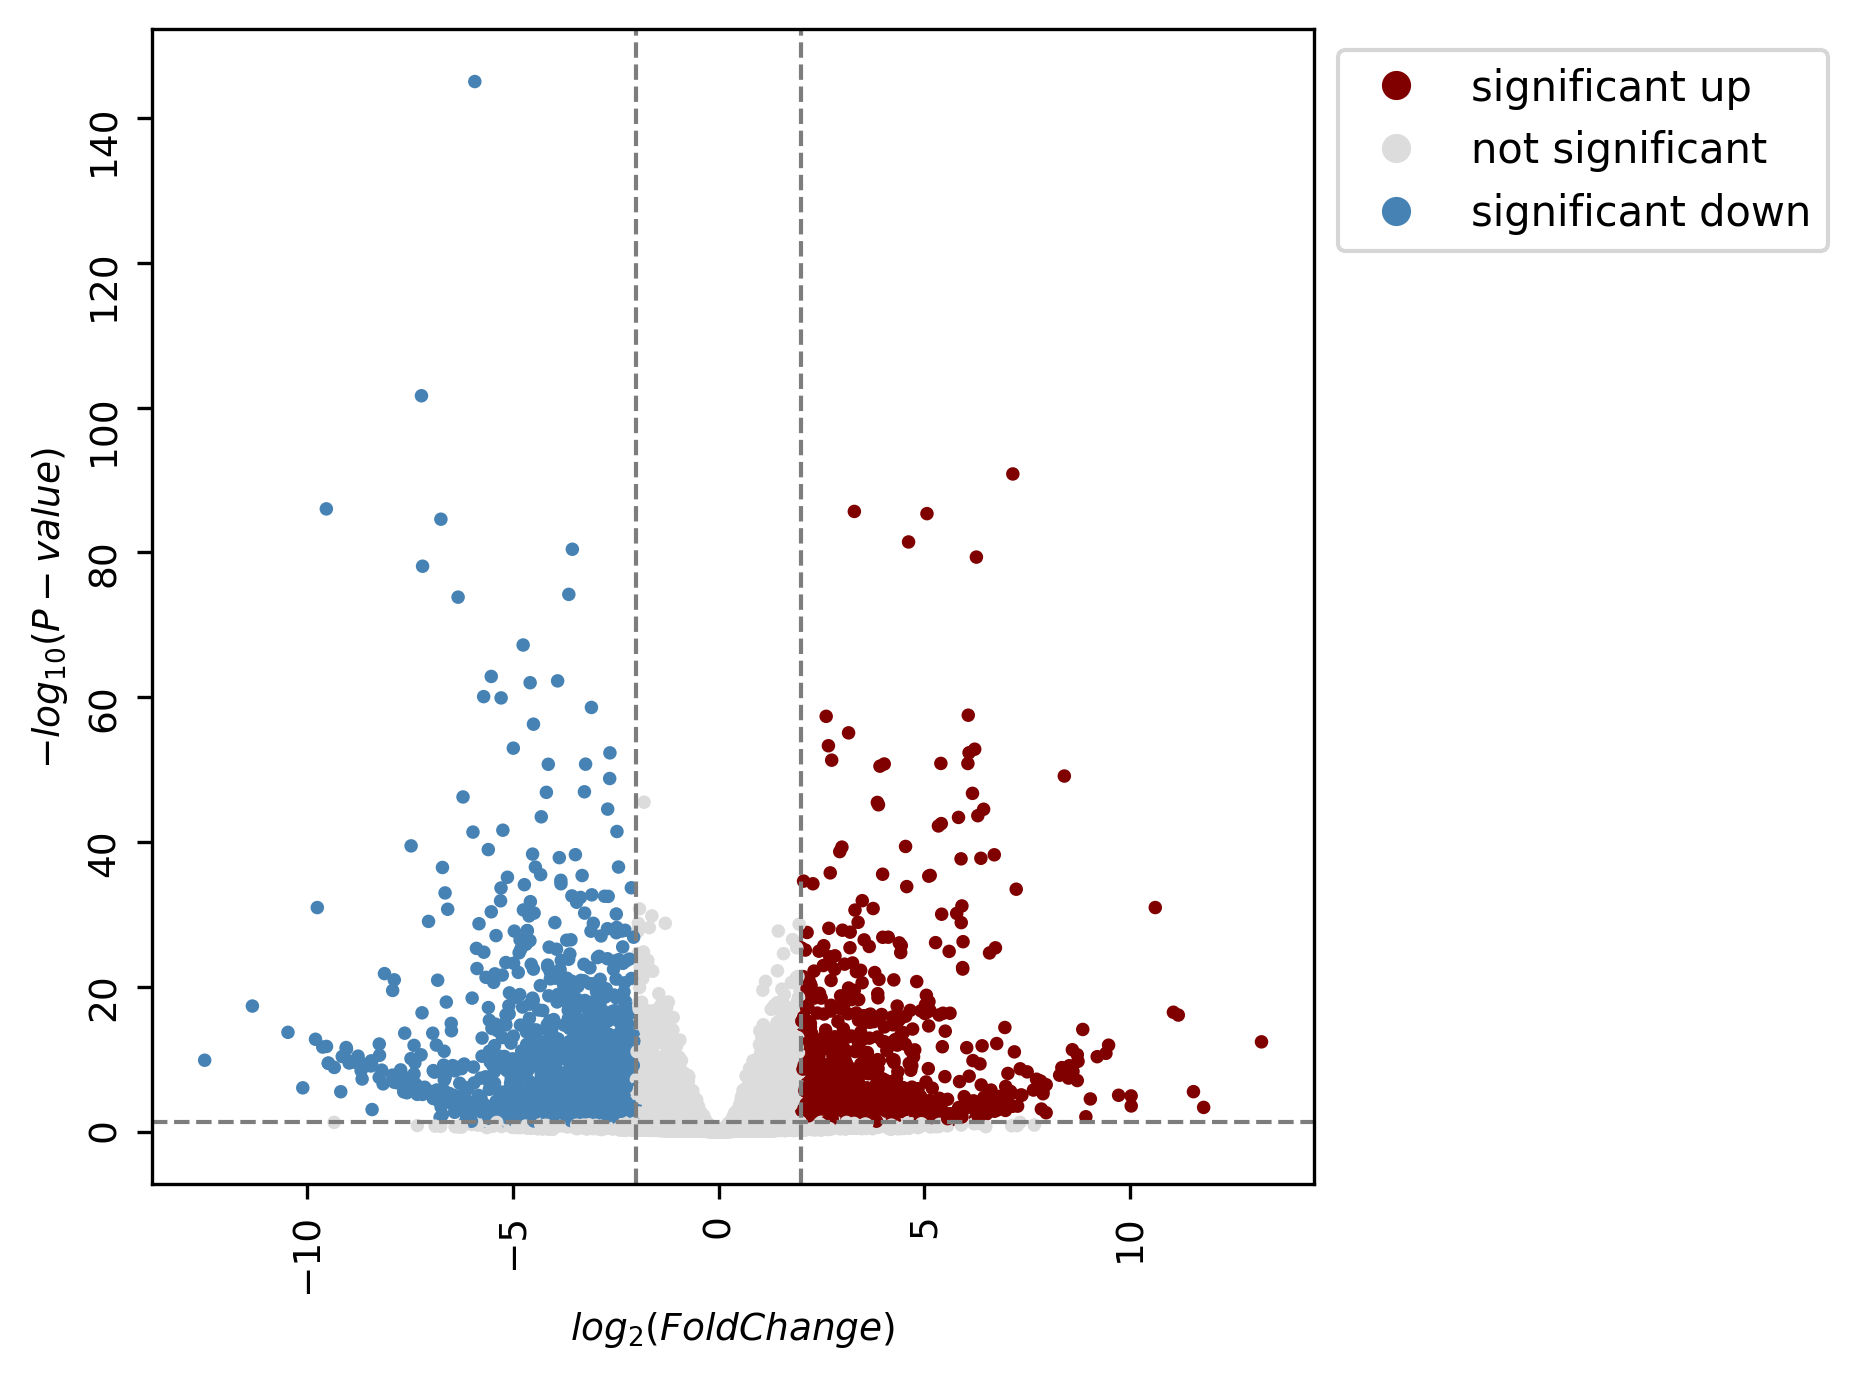 significant up
not significant
significant down
140
120
100
80
60
40
20
0
−log₁₀(P − value)
−10
−5
0
5
10
log₂(FoldChange)